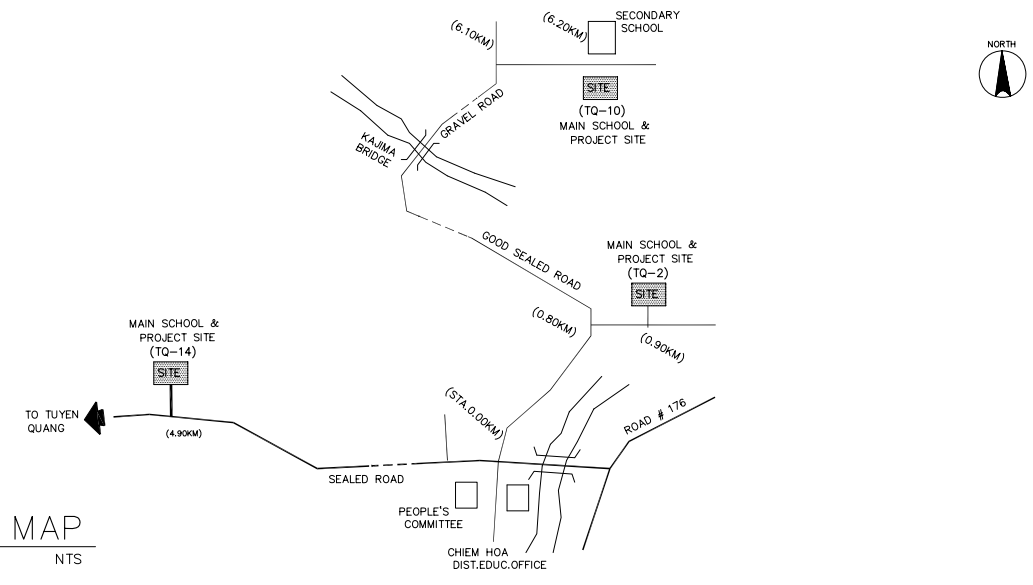 (6.10KM)
(6.20KM)
SECONDARY
SCHOOL
NORTH
SITE
(TQ-10)
MAIN SCHOOL &
PROJECT SITE
GRAVEL ROAD
KAJIMA
BRIDGE
GOOD SEALED ROAD
MAIN SCHOOL &
PROJECT SITE
(TQ-2)
SITE
(0.80KM)
(0.90KM)
MAIN SCHOOL &
PROJECT SITE
(TQ-14)
SITE
TO TUYEN
QUANG
(4.90KM)
(STA.0.00KM)
ROAD # 176
SEALED ROAD
PEOPLE'S
COMMITTEE
CHIEM HOA
DIST.EDUC.OFFICE
MAP
NTS